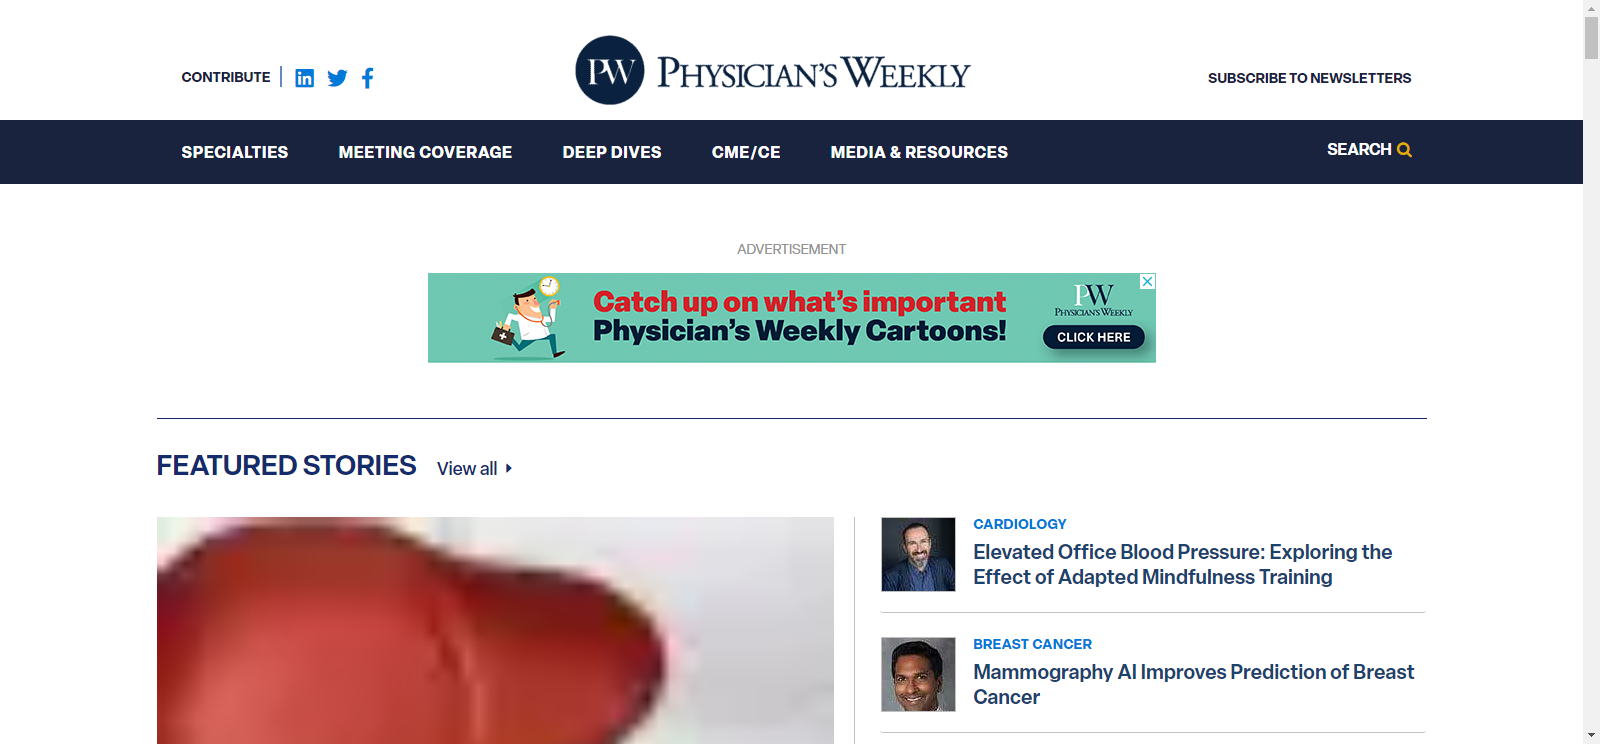 CONTRIBUTE
PW PHYSICIAN'S WEEKLY
SUBSCRIBE TO NEWSLETTERS
SPECIALTIES
MEETING COVERAGE
DEEP DIVES
CME/CE
MEDIA & RESOURCES
SEARCH
ADVERTISEMENT
Catch up on what's important
Physician's Weekly Cartoons!
PW
PHYSICIAN'S WEEKLY
CLICK HERE
FEATURED STORIES
View all
CARDIOLOGY
Elevated Office Blood Pressure: Exploring the
Effect of Adapted Mindfulness Training
BREAST CANCER
Mammography AI Improves Prediction of Breast
Cancer